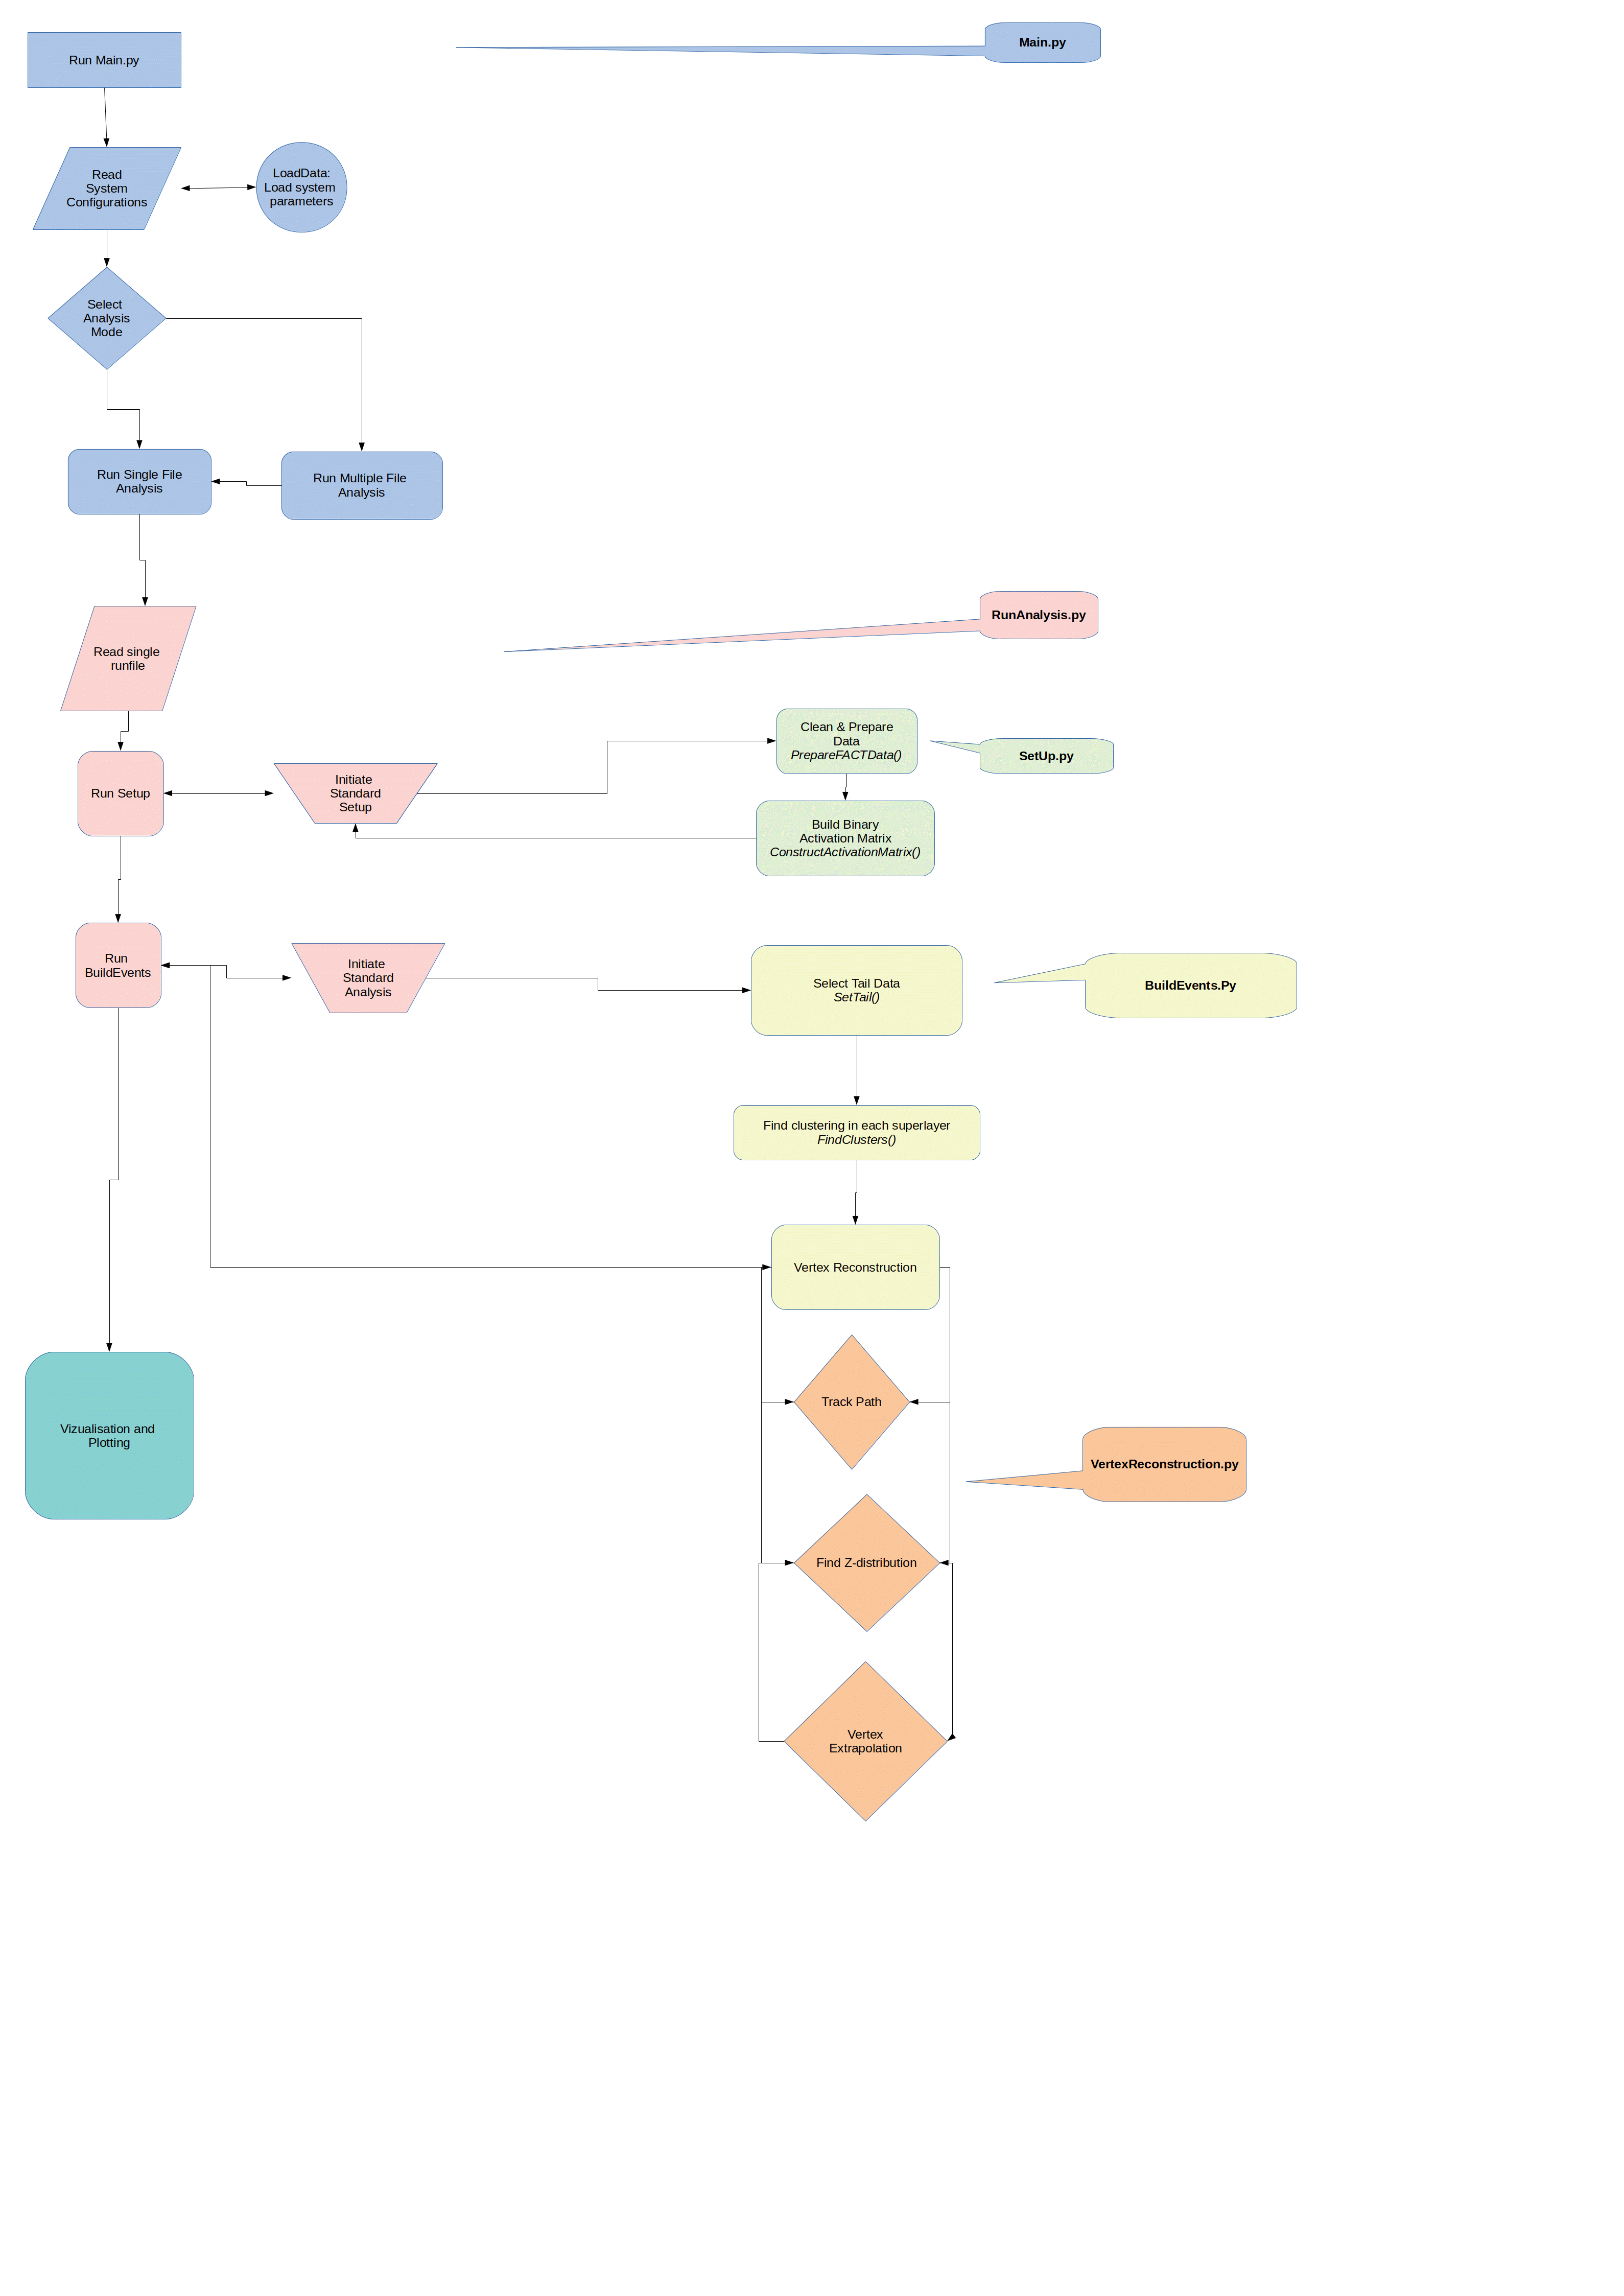 Run Main.py
Main.py
Read
System
Configurations
LoadData:
Load system
parameters
Select
Analysis
Mode
Run Single File
Analysis
Run Multiple File
Analysis
RunAnalysis.py
Read single
runfile
Clean & Prepare
Data
PrepareFACTData()
SetUp.py
Run Setup
Initiate
Standard
Setup
Build Binary
Activation Matrix
ConstructActivationMatrix()
Run
BuildEvents
Initiate
Standard
Analysis
Select Tail Data
SetTail()
BuildEvents.Py
Find clustering in each superlayer
FindClusters()
Vertex Reconstruction
Track Path
Vizualisation and
Plotting
VertexReconstruction.py
Find Z-distribution
Vertex
Extrapolation